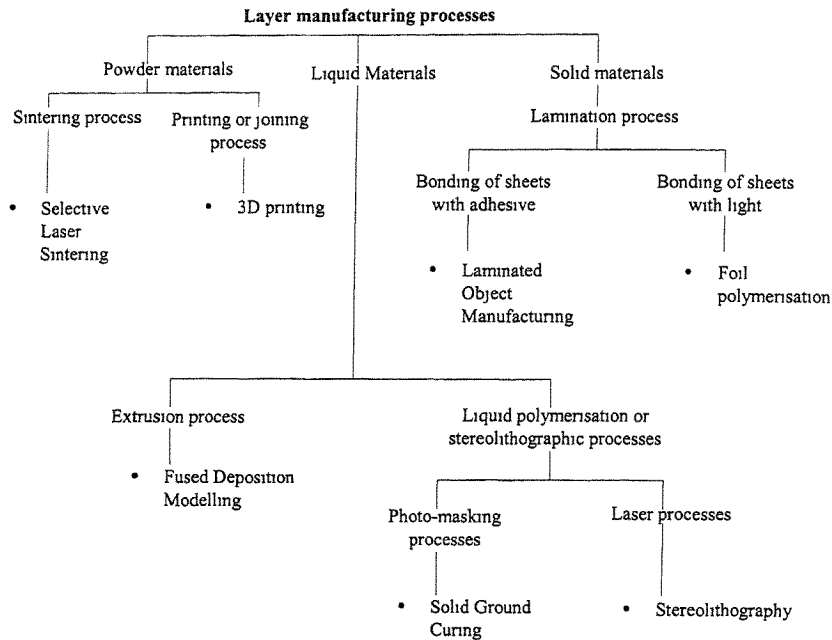 Layer manufacturing processes
Powder materials
Liquid Materials
Solid materials
Sintering process
Printing or joining
process
Lamination process
• Selective
Laser
Sintering
• 3D printing
Bonding of sheets
with adhesive
Bonding of sheets
with light
• Laminated
Object
Manufacturing
• Foil
polymerisation
Extrusion process
Liquid polymerisation or
stereolithographic processes
• Fused Deposition
Modelling
Photo-masking
processes
Laser processes
• Solid Ground
Curing
• Stereolithography